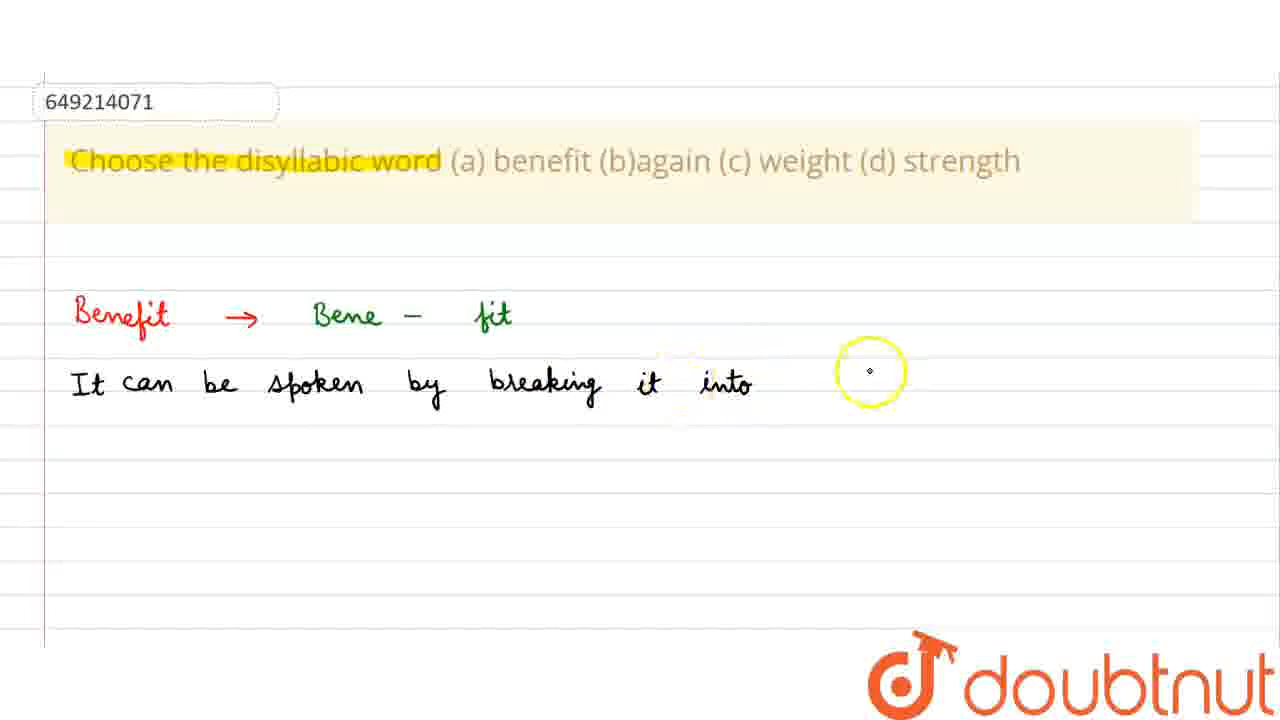 649214071
Choose the disyllabic word (a) benefit (b)again (c) weight (d) strength
Benefit → Bene - fit
It can be spoken by breaking it into
doubtnut